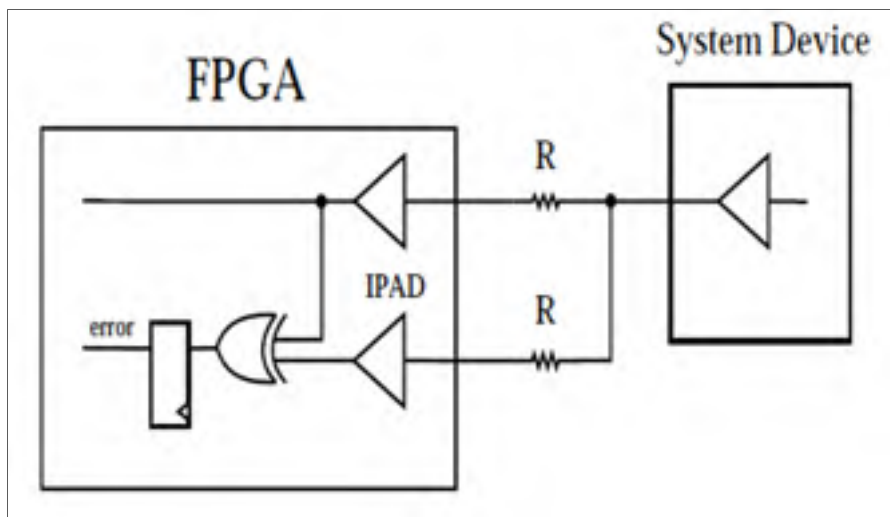 System Device
FPGA
R
IPAD
R
error